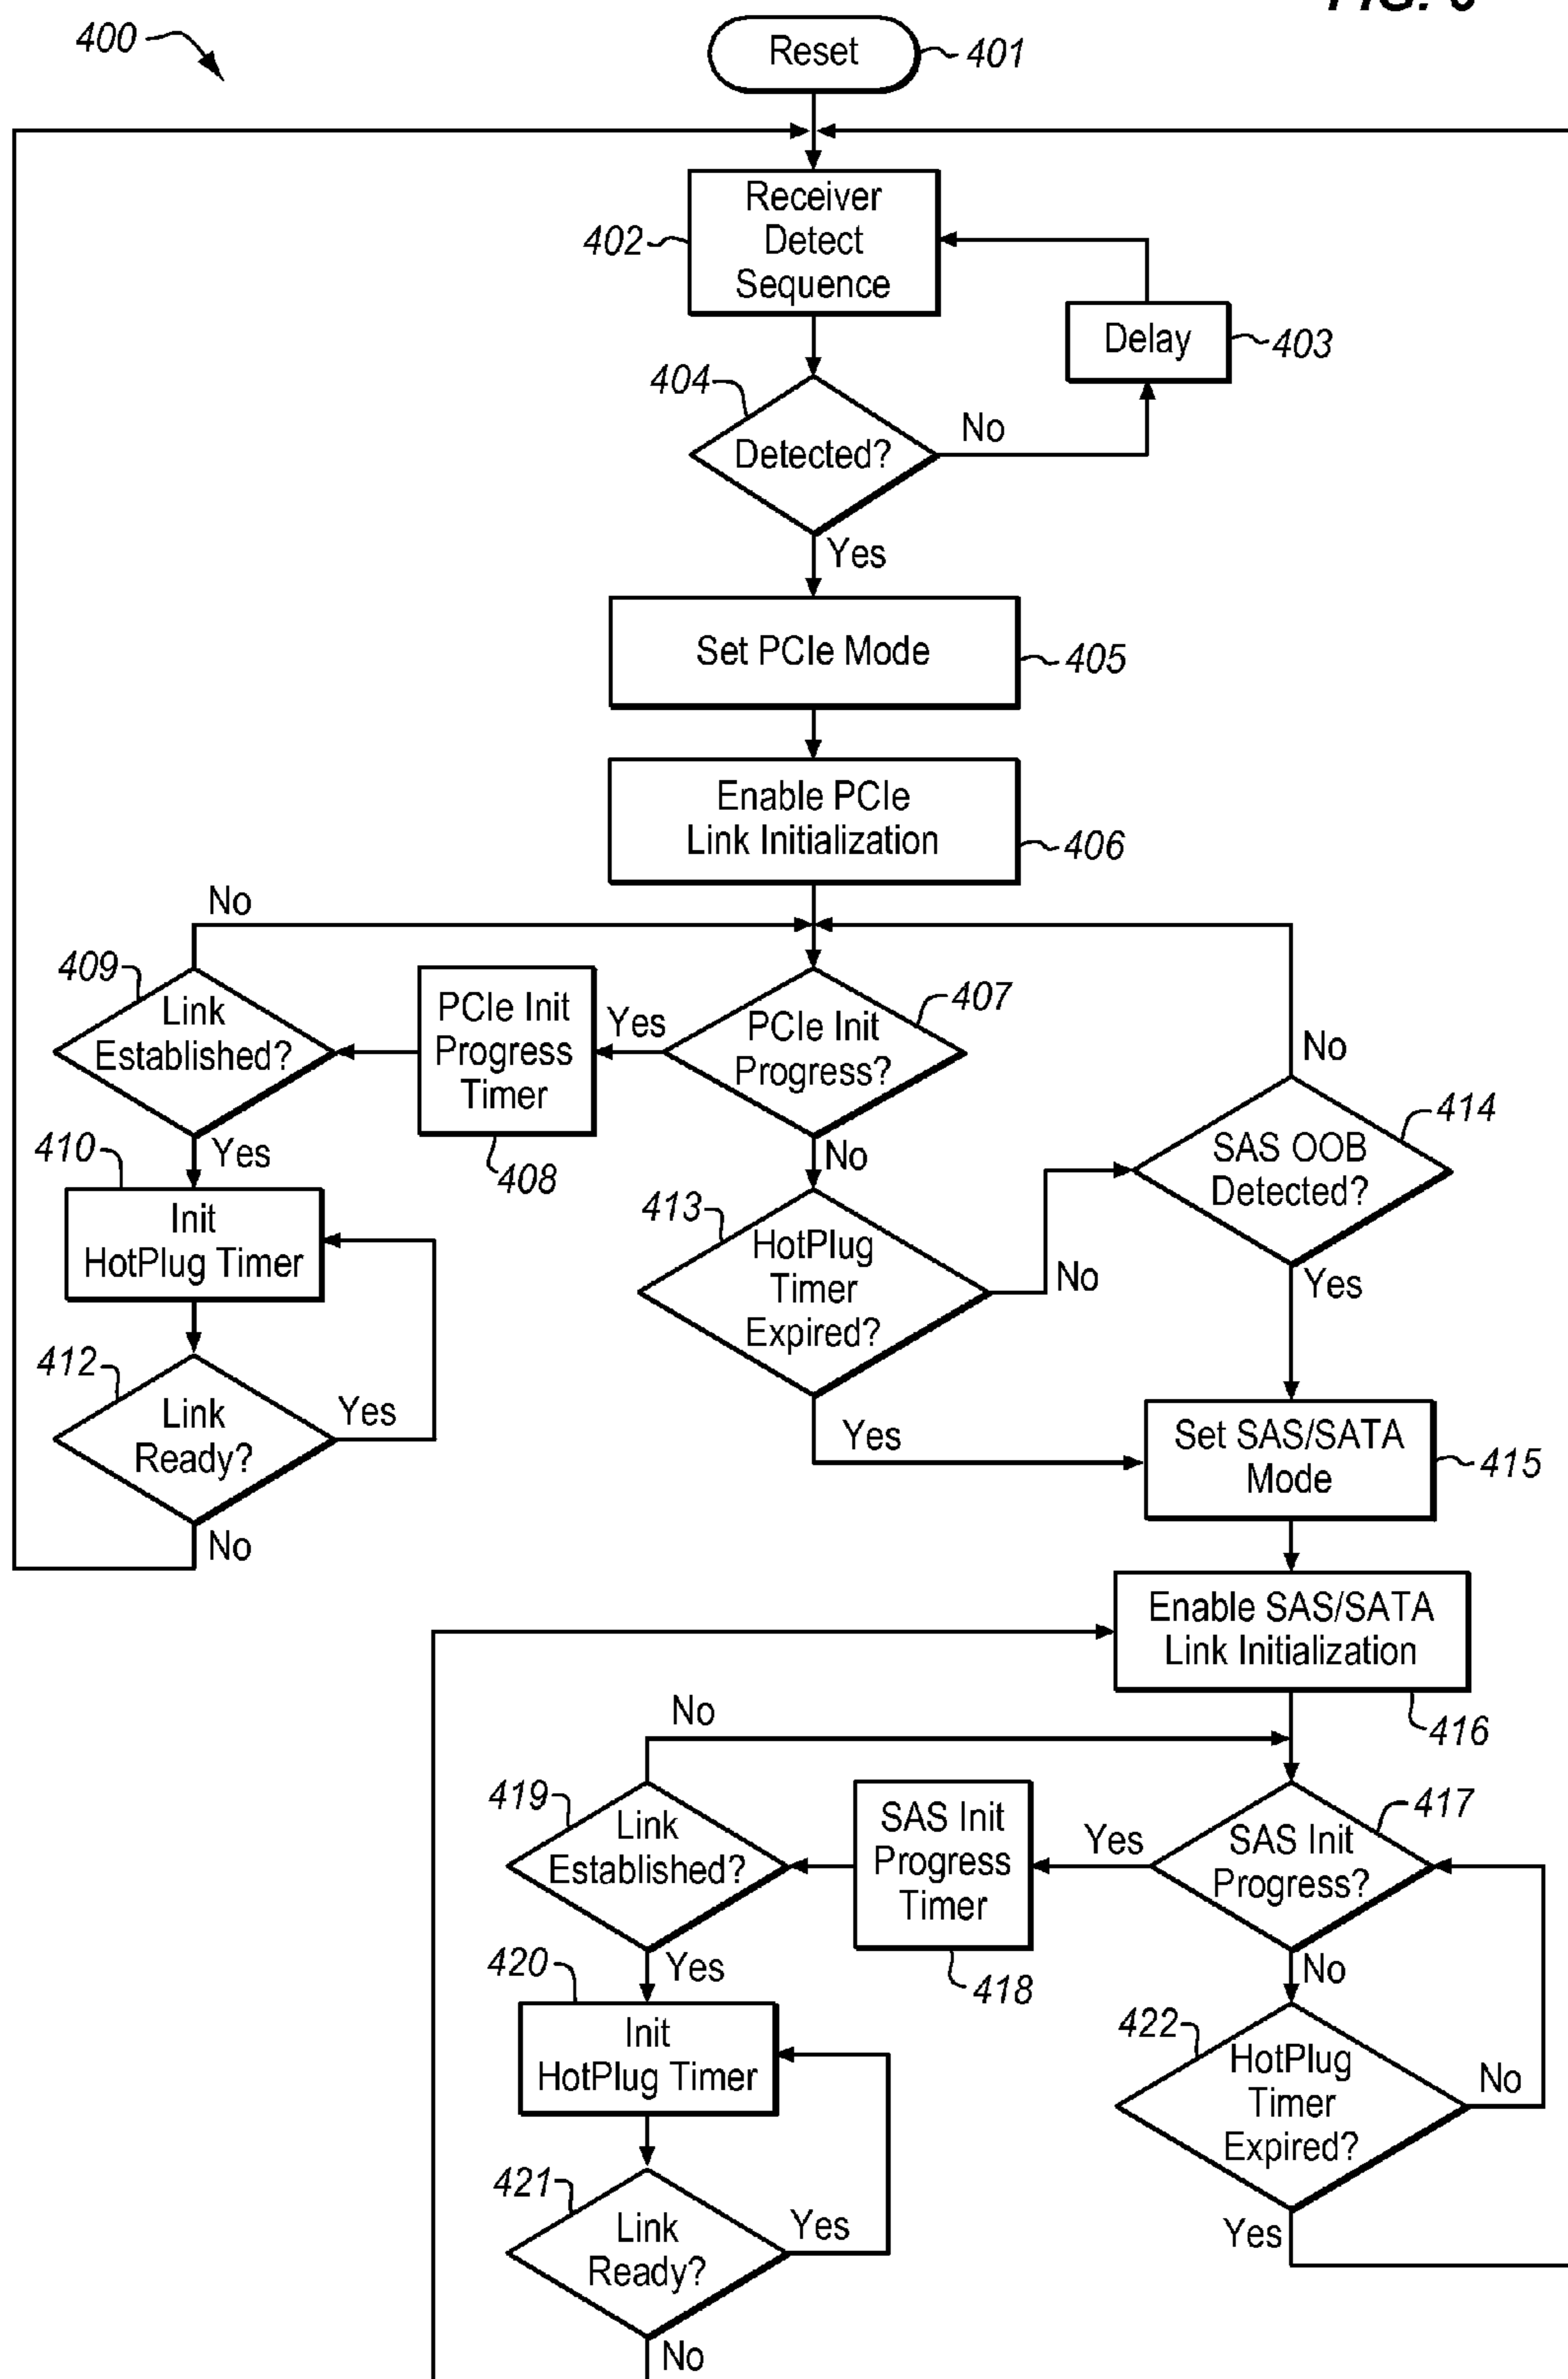 400
Reset
401
Receiver
Detect
Sequence
402
Delay
403
404
Detected?
No
Yes
Set PCIe Mode
405
Enable PCIe
Link Initialization
406
No
409
Link
Established?
PCIe Init
Progress
Timer
408
Yes
PCIe Init
Progress?
407
No
414
SAS OOB
Detected?
410
Yes
Init
HotPlug Timer
No
413
HotPlug
Timer
Expired?
No
Yes
412
Link
Ready?
Yes
No
Yes
Set SAS/SATA
Mode
415
Enable SAS/SATA
Link Initialization
416
No
419
Link
Established?
SAS Init
Progress
Timer
418
Yes
SAS Init
Progress?
417
420
Yes
Init
HotPlug Timer
No
422
HotPlug
Timer
Expired?
No
421
Link
Ready?
Yes
Yes
No